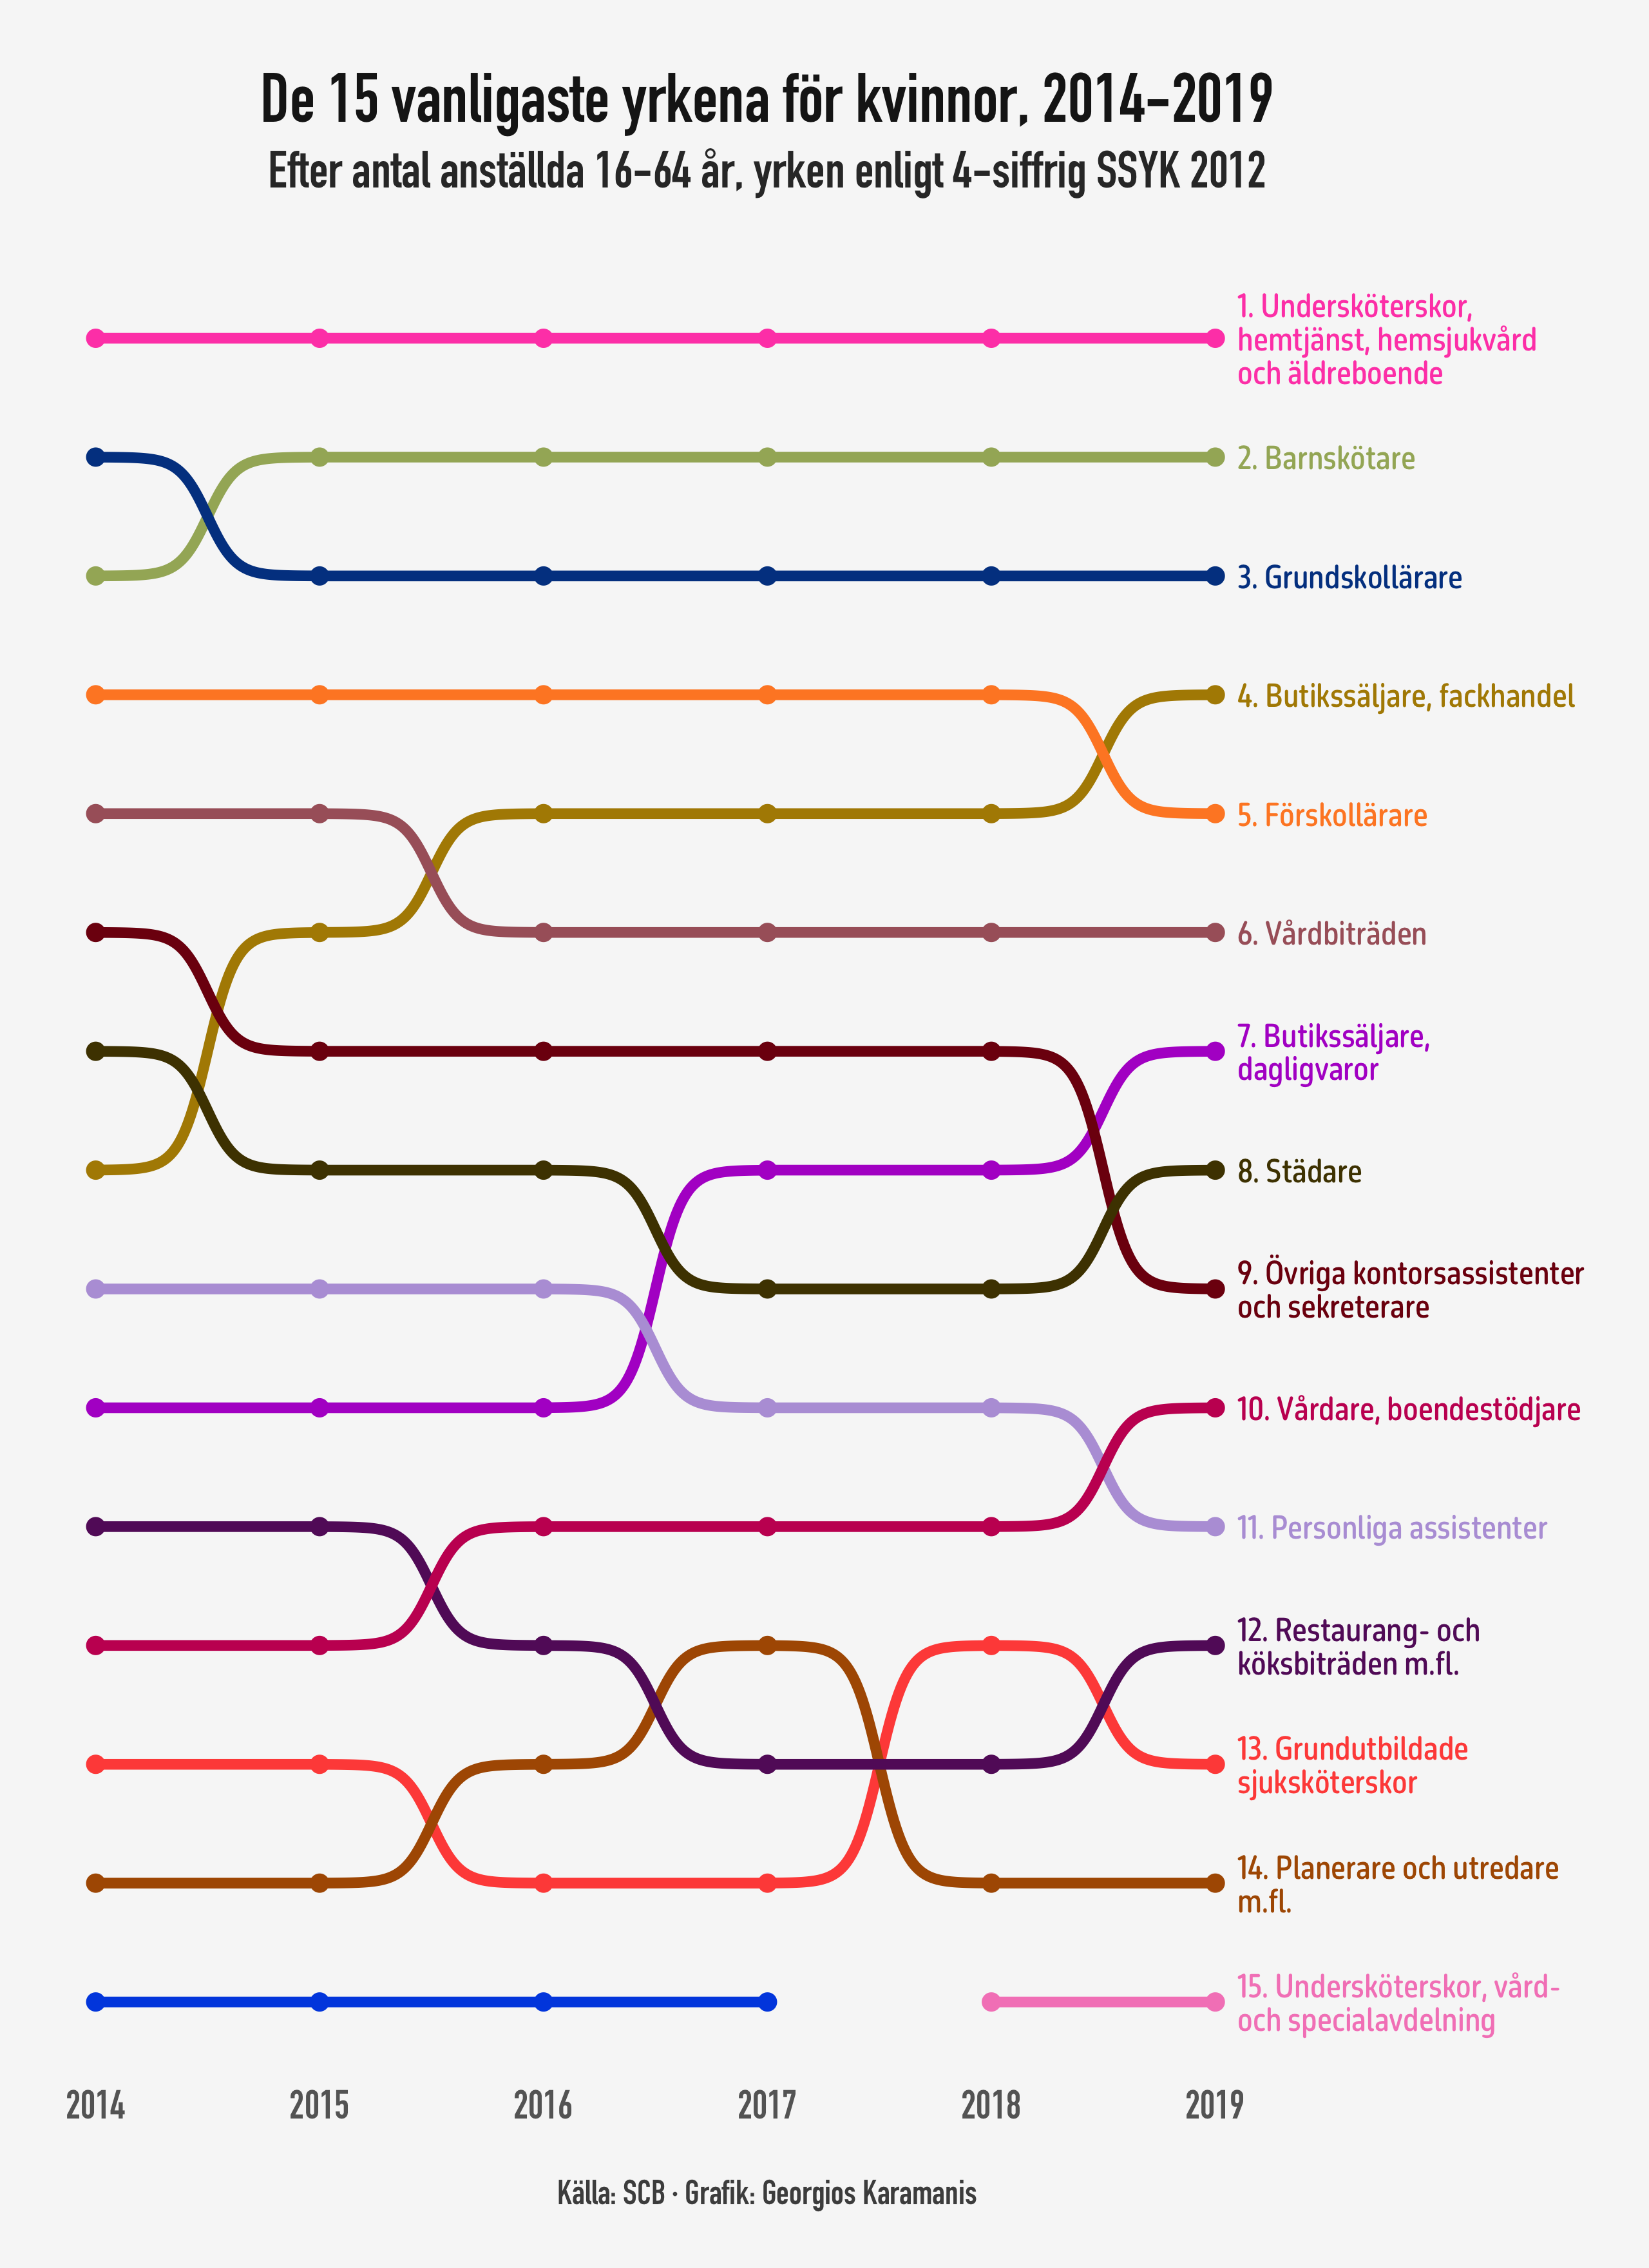 De 15 vanligaste yrkena för kvinnor, 2014–2019
Efter antal anställda 16–64 år, yrken enligt 4–siffrig SSYK 2012
1. Undersköterskor,
hemtjänst, hemsjukvård
och äldreboende
2. Barnskötare
3. Grundskollärare
4. Butikssäljare, fackhandel
5. Förskollärare
6. Vårdbiträden
7. Butikssäljare,
dagligvaror
8. Städare
9. Övriga kontorsassistenter
och sekreterare
10. Vårdare, boendestödjare
11. Personliga assistenter
12. Restaurang- och
köksbiträden m.fl.
13. Grundutbildade
sjuksköterskor
14. Planerare och utredare
m.fl.
15. Undersköterskor, vård-
och specialavdelning
2014 2015 2016 2017 2018 2019
Källa: SCB · Grafik: Georgios Karamanis